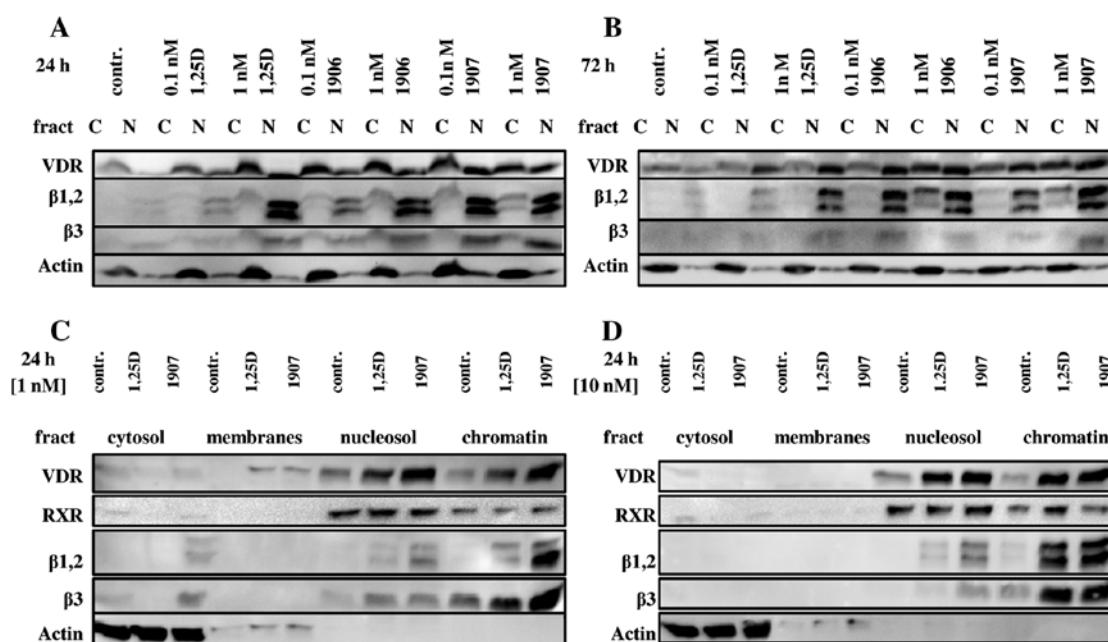 A
24 h
contr.
0.1 nM
1,25D
1 nM
1,25D
0.1 nM
1906
1 nM
1906
0.1n M
1907
1 nM
1907
fract C N C N C N C N C N C N C N
VDR
β1,2
β3
Actin
B
72 h
contr.
0.1 nM
1,25D
1n M
1,25D
0.1 nM
1906
1 nM
1906
0.1 nM
1907
1 nM
1907
fract C N C N C N C N C N C N C N
VDR
β1,2
β3
Actin
C
24 h
[1 nM]
contr. 1,25D 1907 contr. 1,25D 1907 contr. 1,25D 1907 contr. 1,25D 1907
fract cytosol membranes nucleosol chromatin
VDR
RXR
β1,2
β3
Actin
D
24 h
[10 nM]
contr. 1.25D 1907 contr. 1,25D 1907 contr. 1,25D 1907 contr. 1,25D 1907
fract cytosol membranes nucleosol chromatin
VDR
RXR
β1,2
β3
Actin